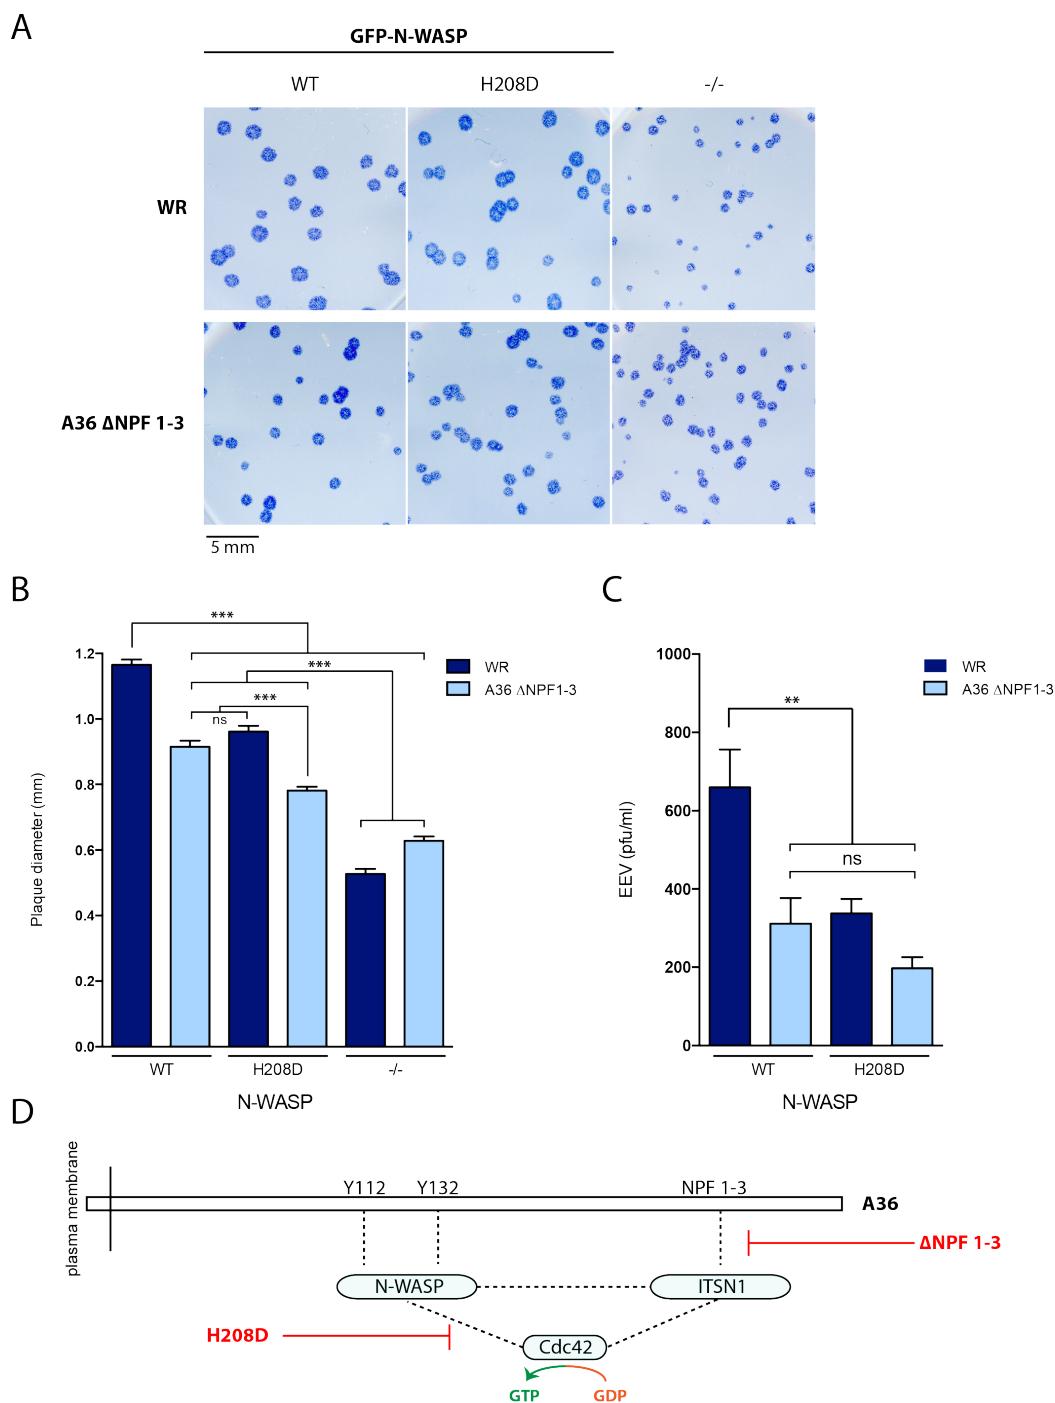 A
GFP-N-WASP
WT H208D -/-
WR
A36 ΔNPF 1-3
5 mm
B
***
***
***
ns
1.2
1.0
0.8
0.6
0.4
0.2
0.0
Plaque diameter (mm)
WR
A36 ΔNPF1-3
WT H208D -/-
N-WASP
C
**
ns
1000
800
600
400
200
0
EEV (pfu/ml)
WR
A36 ΔNPF1-3
WT H208D
N-WASP
D
plasma membrane
Y112 Y132 NPF 1-3
A36
ΔNPF 1-3
N-WASP ITSN1
H208D
Cdc42
GTP GDP